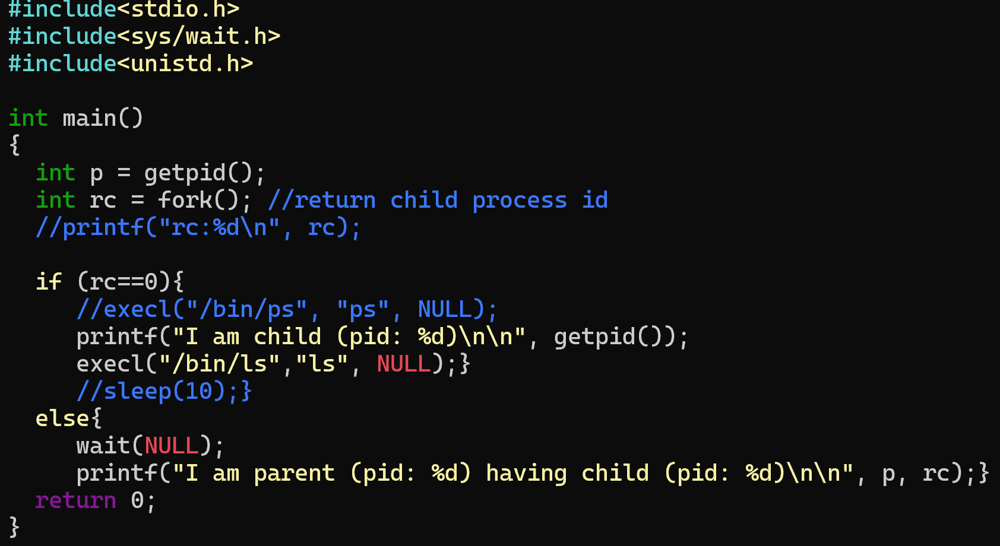 #include<stdio.h>
#include<sys/wait.h>
#include<unistd.h>

int main()
{
  int p = getpid();
  int rc = fork(); //return child process id
  //printf("rc:%d\n", rc);

  if (rc==0){
     //execl("/bin/ps", "ps", NULL);
     printf("I am child (pid: %d)\n\n", getpid());
     execl("/bin/ls","ls", NULL);}
     //sleep(10);}
  else{
     wait(NULL);
     printf("I am parent (pid: %d) having child (pid: %d)\n\n", p, rc);}
  return 0;
}